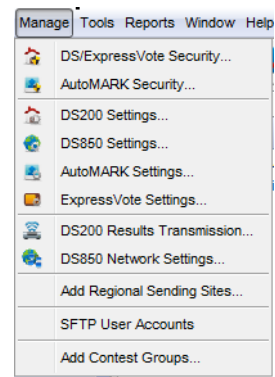 Manage Tools Reports Window Help
DS/ExpressVote Security...
AutoMARK Security...
DS200 Settings...
DS850 Settings...
AutoMARK Settings...
ExpressVote Settings...
DS200 Results Transmission...
DS850 Network Settings...
Add Regional Sending Sites...
SFTP User Accounts
Add Contest Groups...